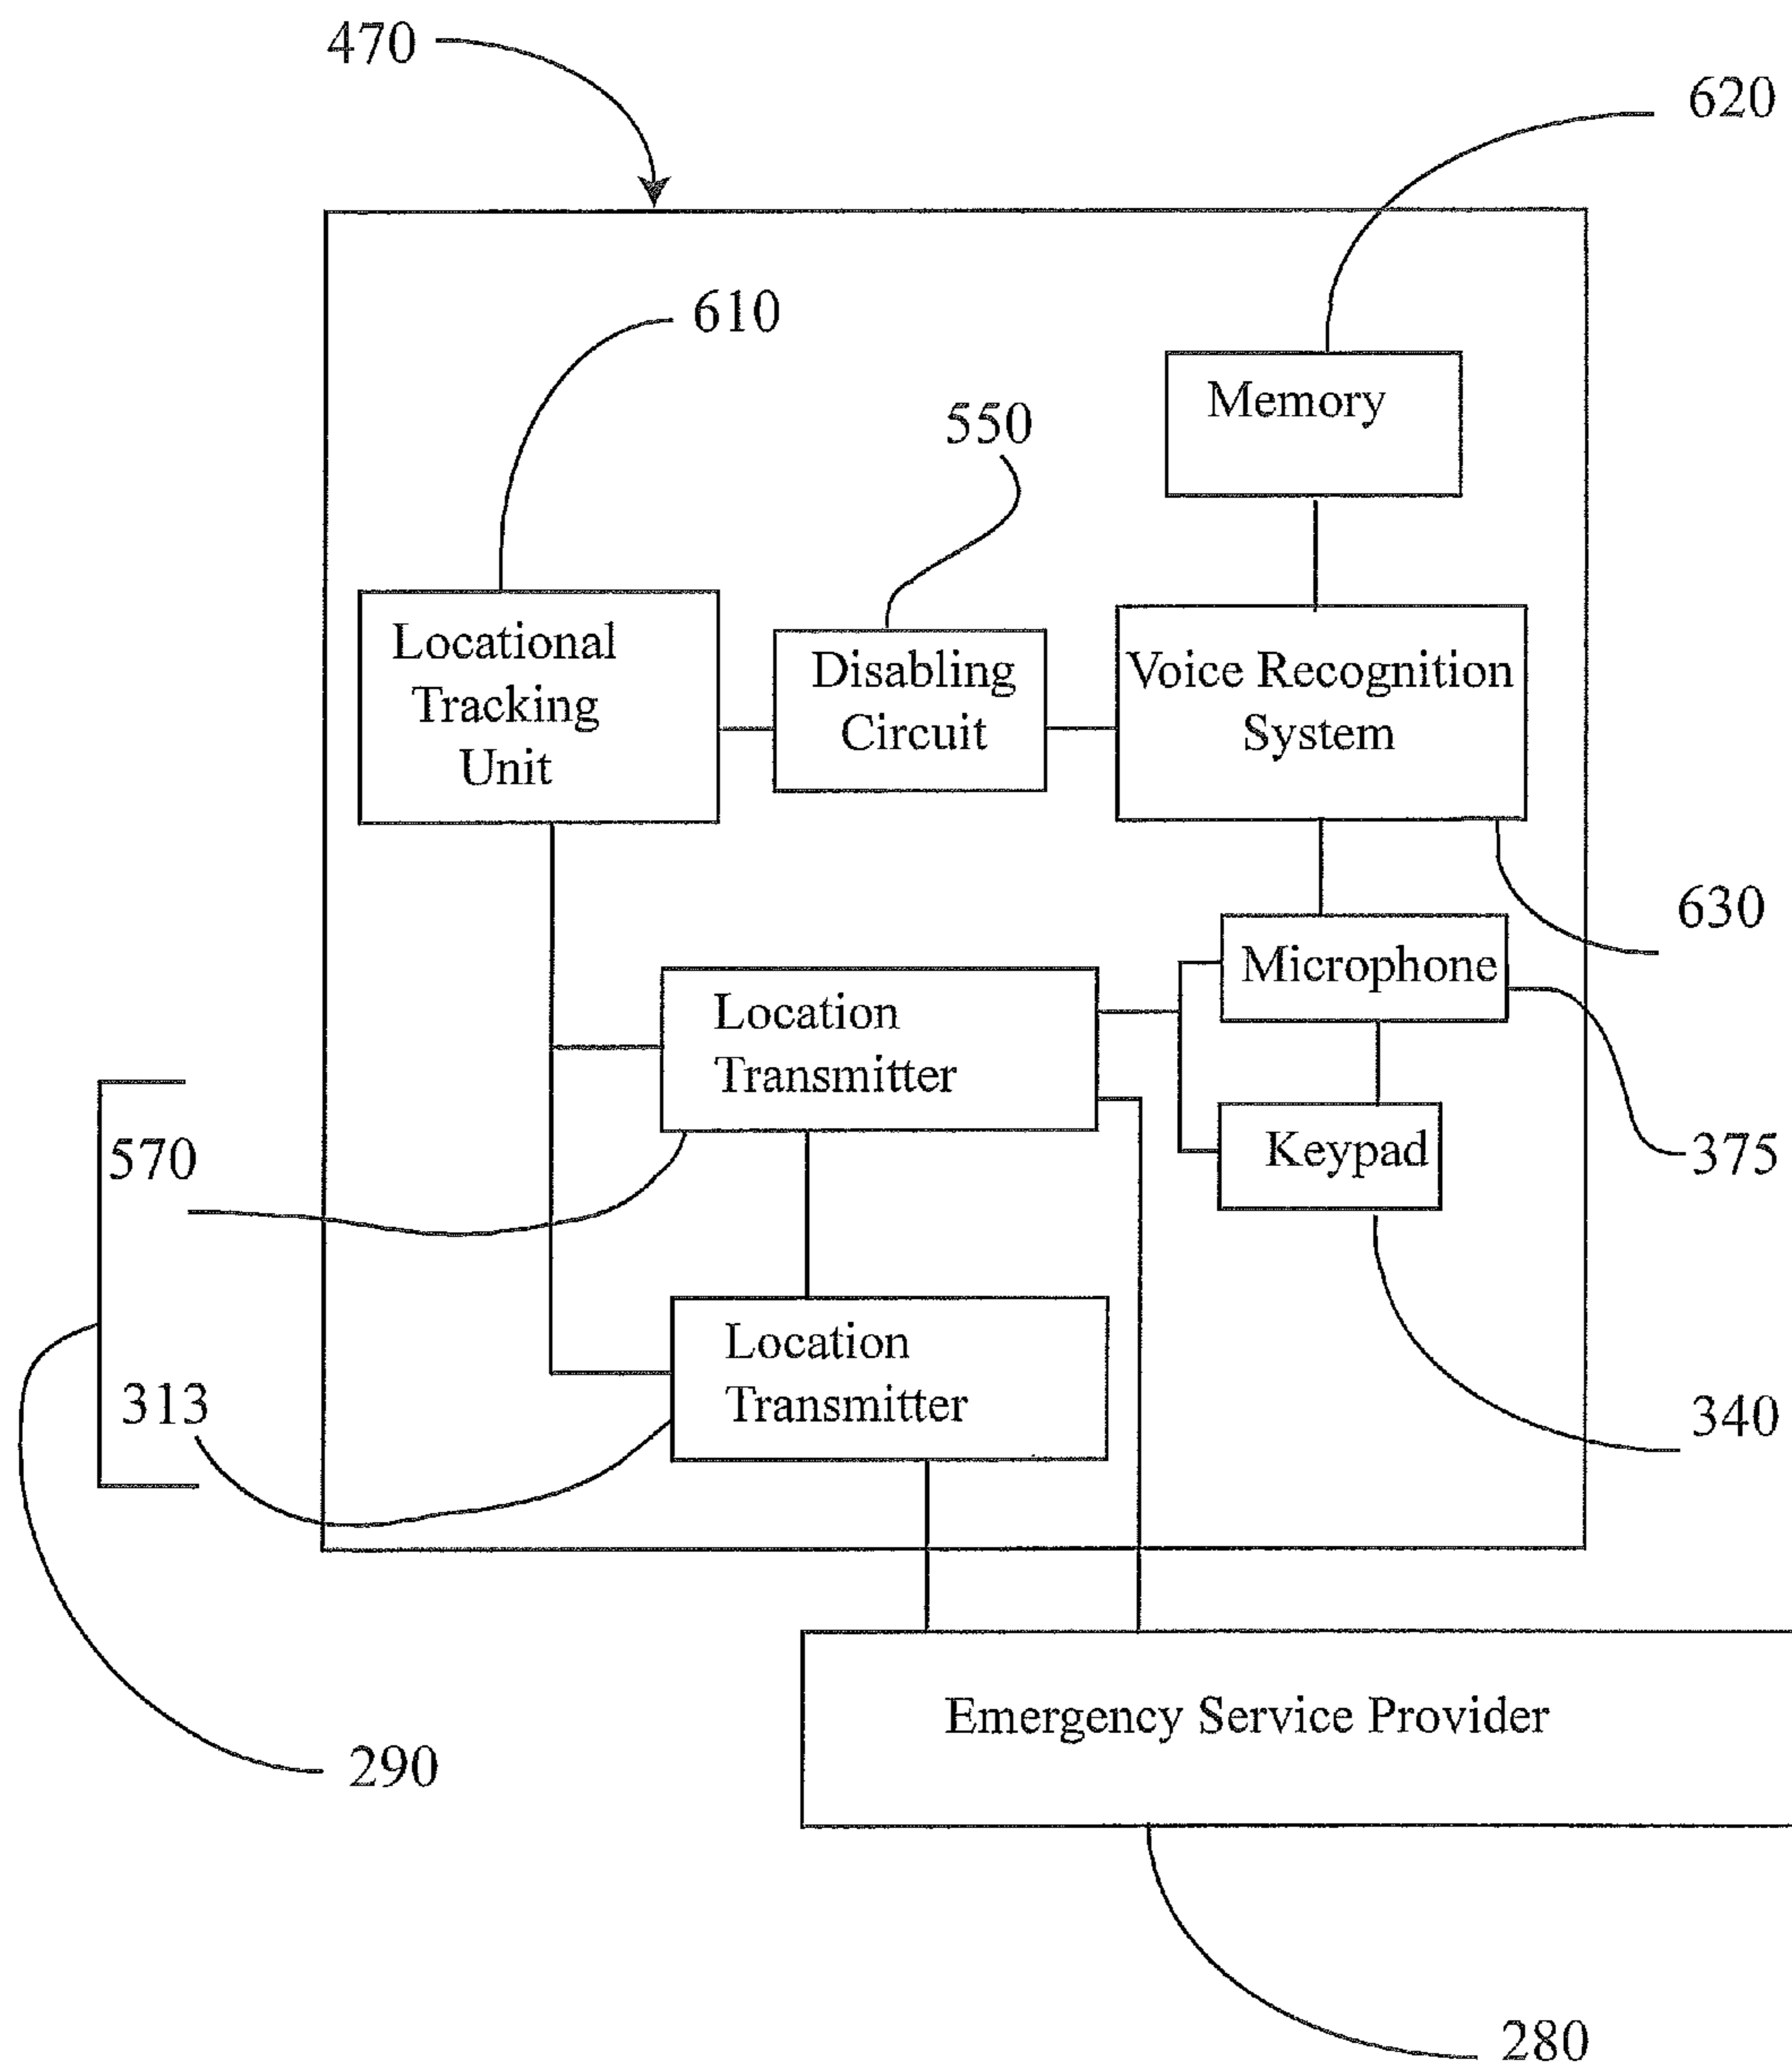 470
620
610
Memory
550
Locational
Tracking
Unit
Disabling
Circuit
Voice Recognition
System
630
Microphone
Location
Transmitter
570
Keypad
375
Location
Transmitter
313
340
Emergency Service Provider
290
280